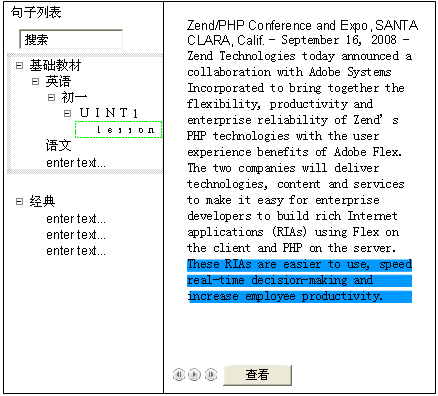 句子列表
搜索
基础教材
英语
初一
ＵＩＮＴ１
ｌｅｓｓｏｎ
语文
enter text...
经典
enter text...
enter text...
enter text...
Zend/PHP Conference and Expo, SANTA
CLARA, Calif. - September 16, 2008 -
Zend Technologies today announced a
collaboration with Adobe Systems
Incorporated to bring together the
flexibility, productivity and
enterprise reliability of Zend’s
PHP technologies with the user
experience benefits of Adobe Flex.
The two companies will deliver
technologies, content and services
to make it easy for enterprise
developers to build rich Internet
applications (RIAs) using Flex on
the client and PHP on the server.
These RIAs are easier to use, speed
real-time decision-making and
increase employee productivity.
查看